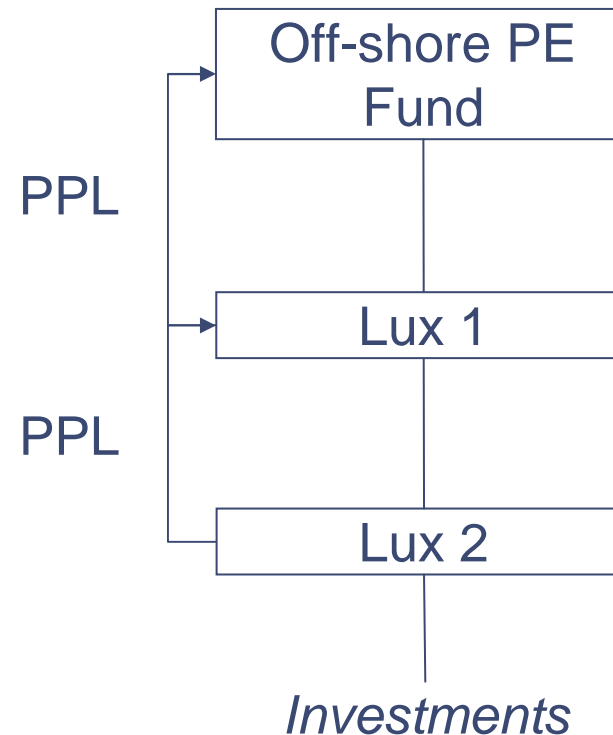 Off-shore PE
Fund
PPL
Lux 1
PPL
Lux 2
Investments